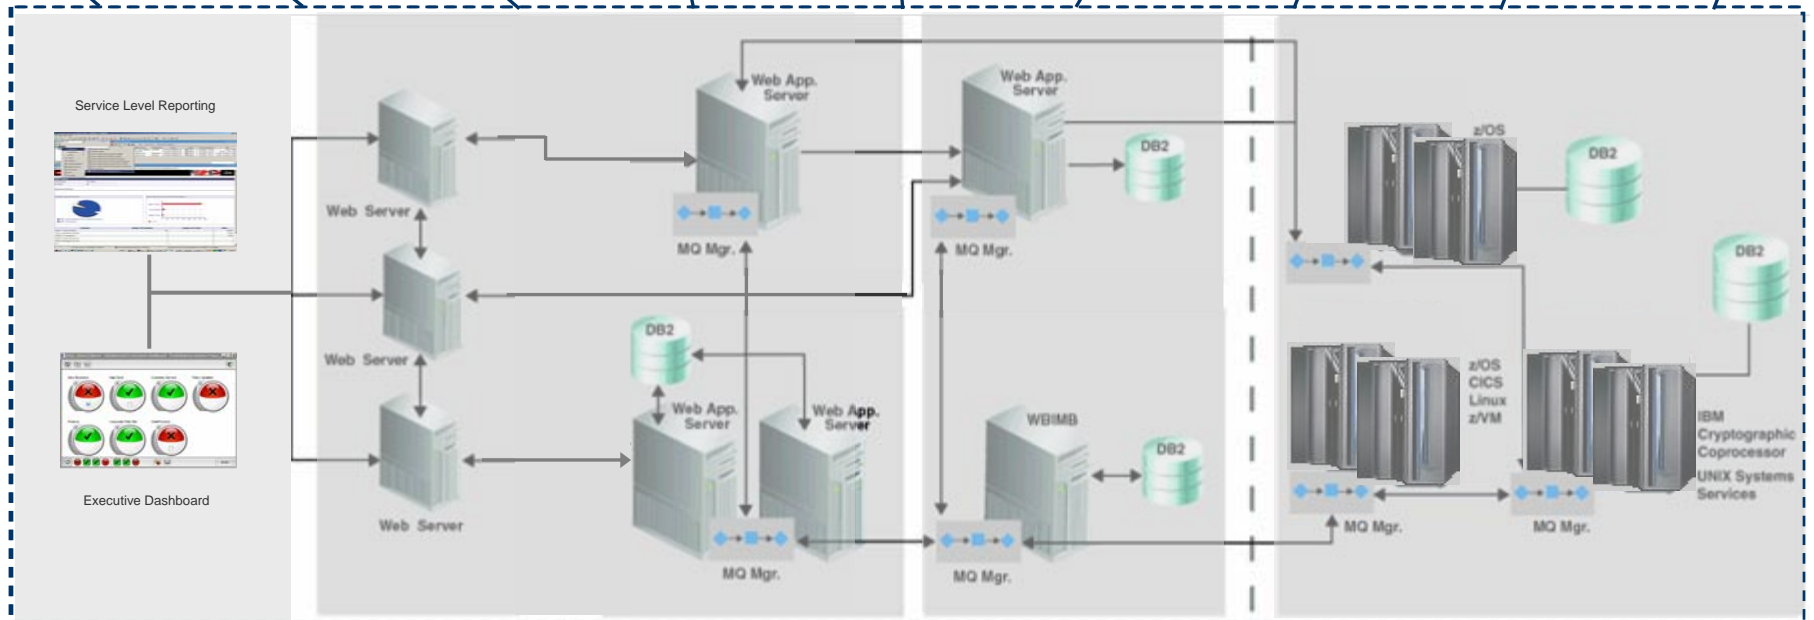 Service Level Reporting
Executive Dashboard
Web Server
Web Server
Web Server
Web App.
Server
MQ Mgr.
DB2
Web App.
Server
Web App.
Server
MQ Mgr.
Web App.
Server
DB2
MQ Mgr.
WBIMB
DB2
MQ Mgr.
z/OS
DB2
DB2
z/OS
CICS
Linux
z/VM
MQ Mgr.
IBM
Cryptographic
Coprocessor
UNIX Systems
Services
MQ Mgr.